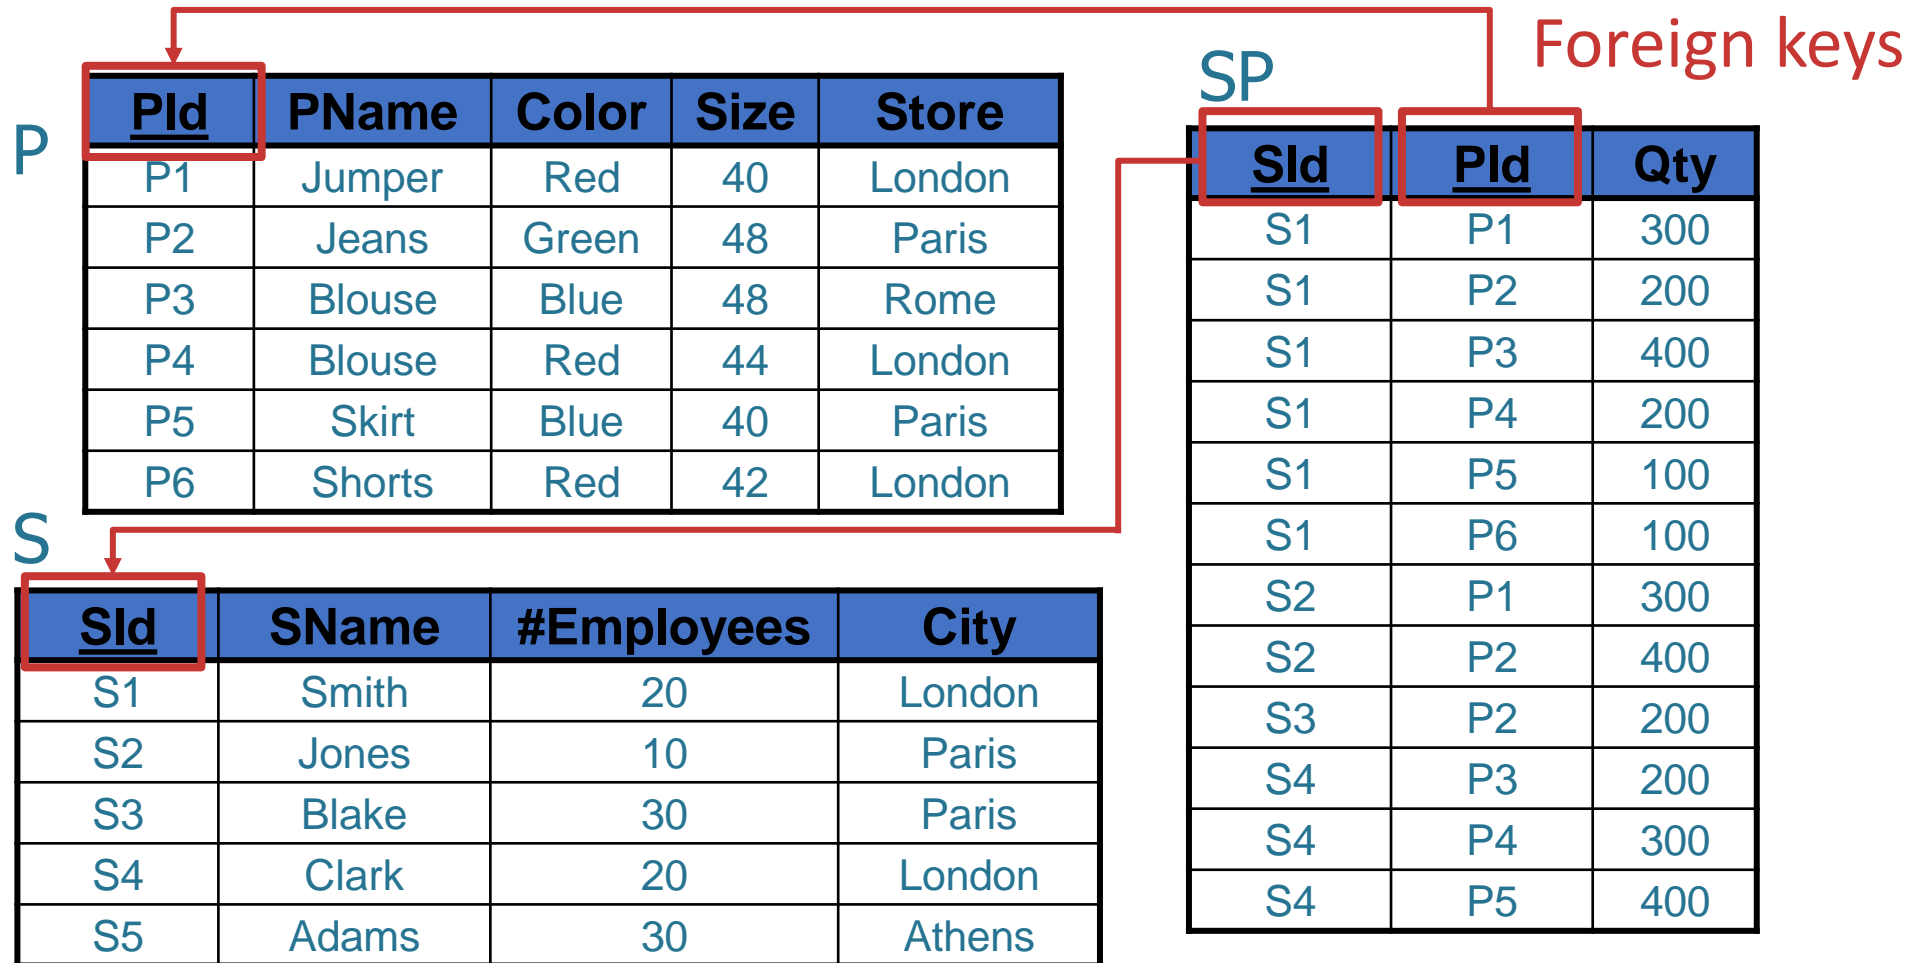 Foreign keys
P
PId PName Color Size Store
P1 Jumper Red 40 London
P2 Jeans Green 48 Paris
P3 Blouse Blue 48 Rome
P4 Blouse Red 44 London
P5 Skirt Blue 40 Paris
P6 Shorts Red 42 London
S
SId SName #Employees City
S1 Smith 20 London
S2 Jones 10 Paris
S3 Blake 30 Paris
S4 Clark 20 London
S5 Adams 30 Athens
SP
SId PId Qty
S1 P1 300
S1 P2 200
S1 P3 400
S1 P4 200
S1 P5 100
S1 P6 100
S2 P1 300
S2 P2 400
S3 P2 200
S4 P3 200
S4 P4 300
S4 P5 400